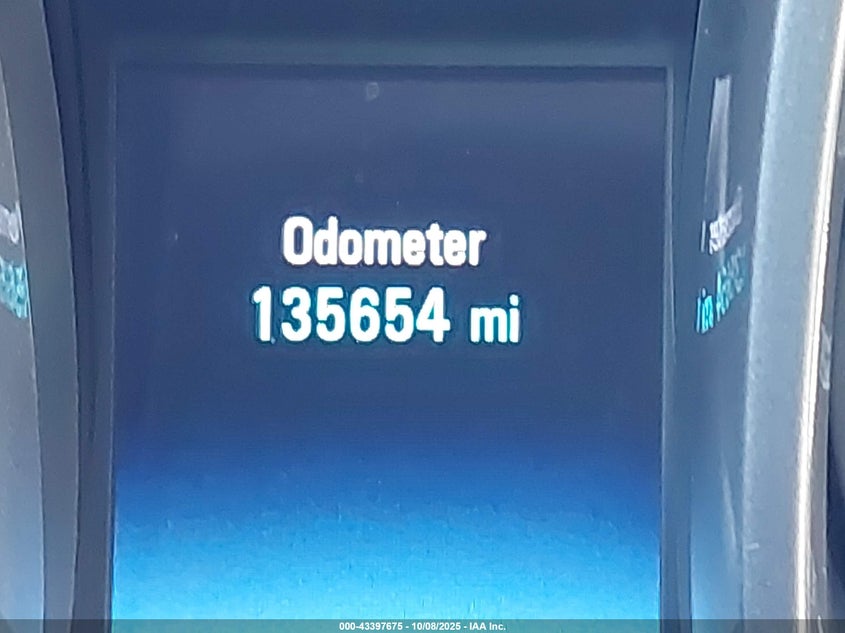 Odometer
135654 mi
000-43397675 - 10/08/2025 - IAA Inc.